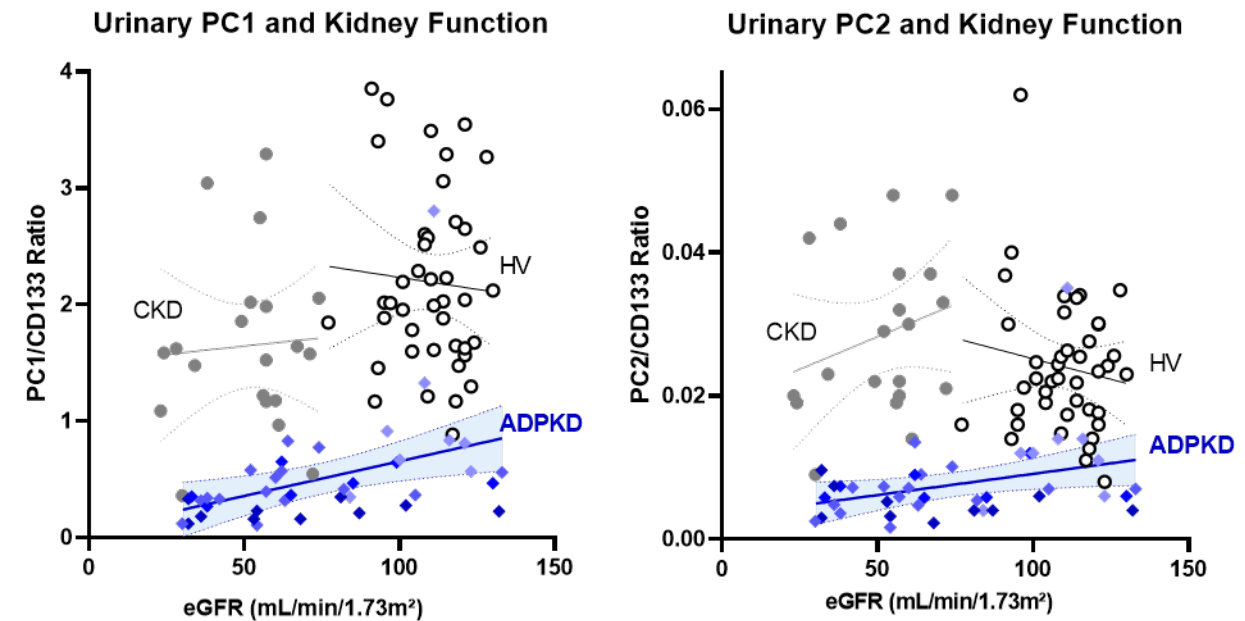 Urinary PC1 and Kidney Function
PC1/CD133 Ratio
4
3
2
1
0
CKD
HV
ADPKD
0
50
100
150
eGFR (mL/min/1.73m²)
Urinary PC2 and Kidney Function
PC2/CD133 Ratio
0.06
0.04
0.02
0.00
CKD
HV
ADPKD
0
50
100
150
eGFR (mL/min/1.73m²)